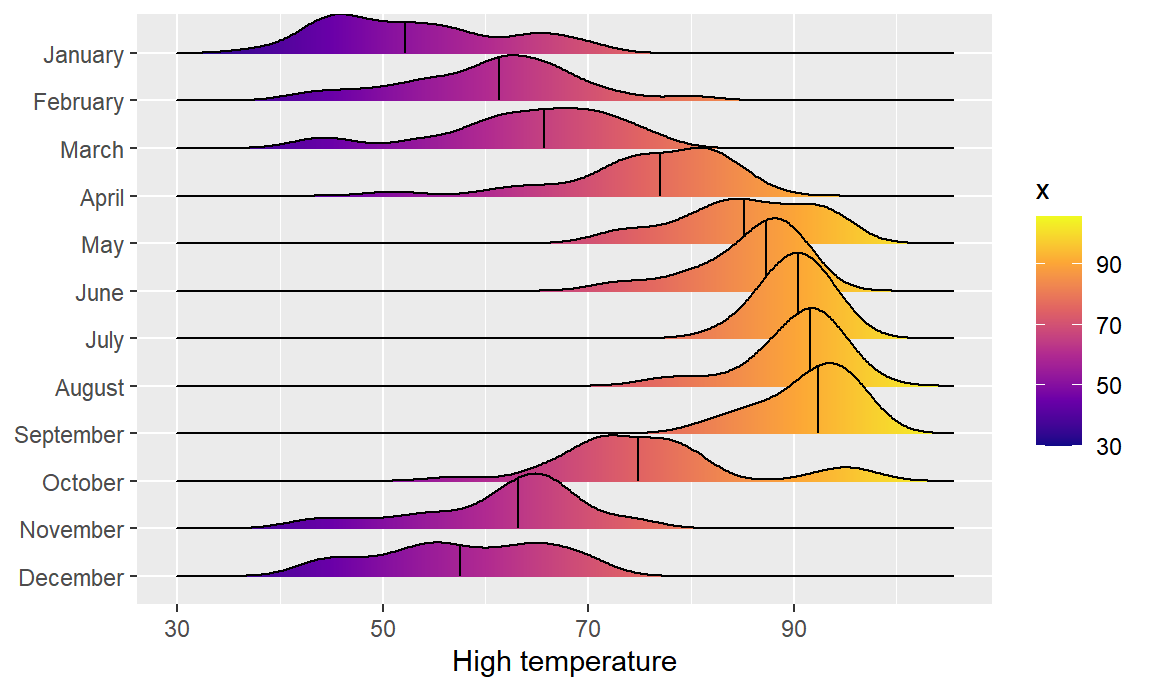 January
February
March
April
May
June
July
August
September
October
November
December
30 50 70 90
High temperature
x
90
70
50
30